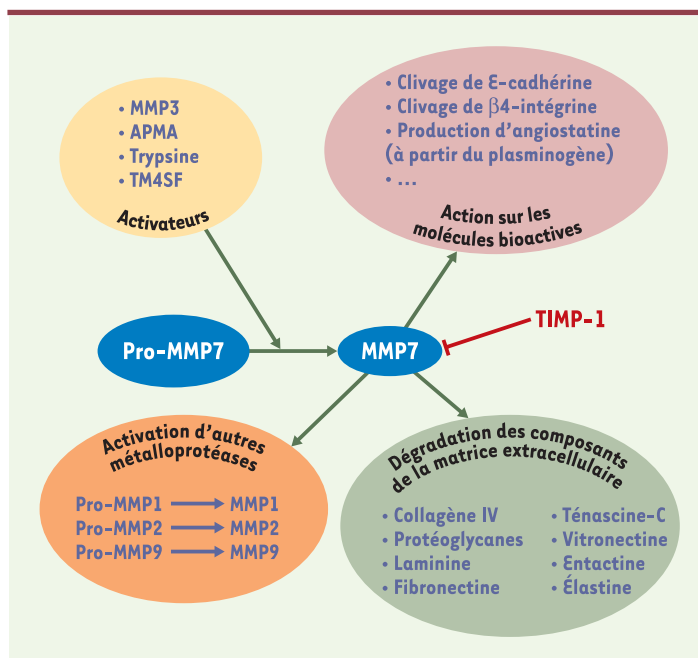 • MMP3
• APMA
• Trypsine
• TM4SF
Activateurs
• Clivage de E-cadhérine
• Clivage de β4-intégrine
• Production d'angiostatine
(à partir du plasminogène)
• ...
Action sur les
molécules bioactives
Pro-MMP7
MMP7
TIMP-1
Activation d'autres
métalloprotéases
Pro-MMP1 → MMP1
Pro-MMP2 → MMP2
Pro-MMP9 → MMP9
Dégradation des composants
de la matrice extracellulaire
• Collagène IV
• Protéoglycanes
• Laminine
• Fibronectine
• Ténascine-C
• Vitronectine
• Entactine
• Élastine